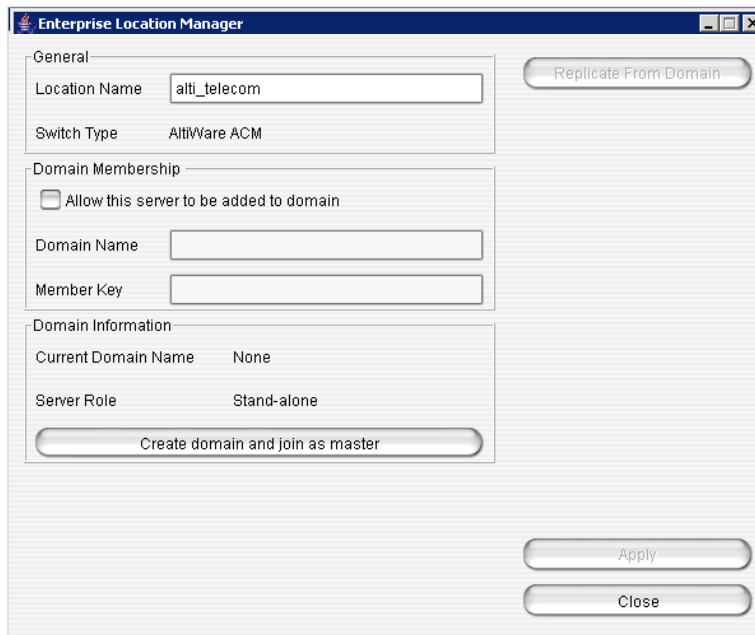 Enterprise Location Manager
General
Location Name alti_telecom
Switch Type AltiWare ACM
Domain Membership
Allow this server to be added to domain
Domain Name
Member Key
Domain Information
Current Domain Name None
Server Role Stand-alone
Create domain and join as master
Replicate From Domain
Apply
Close